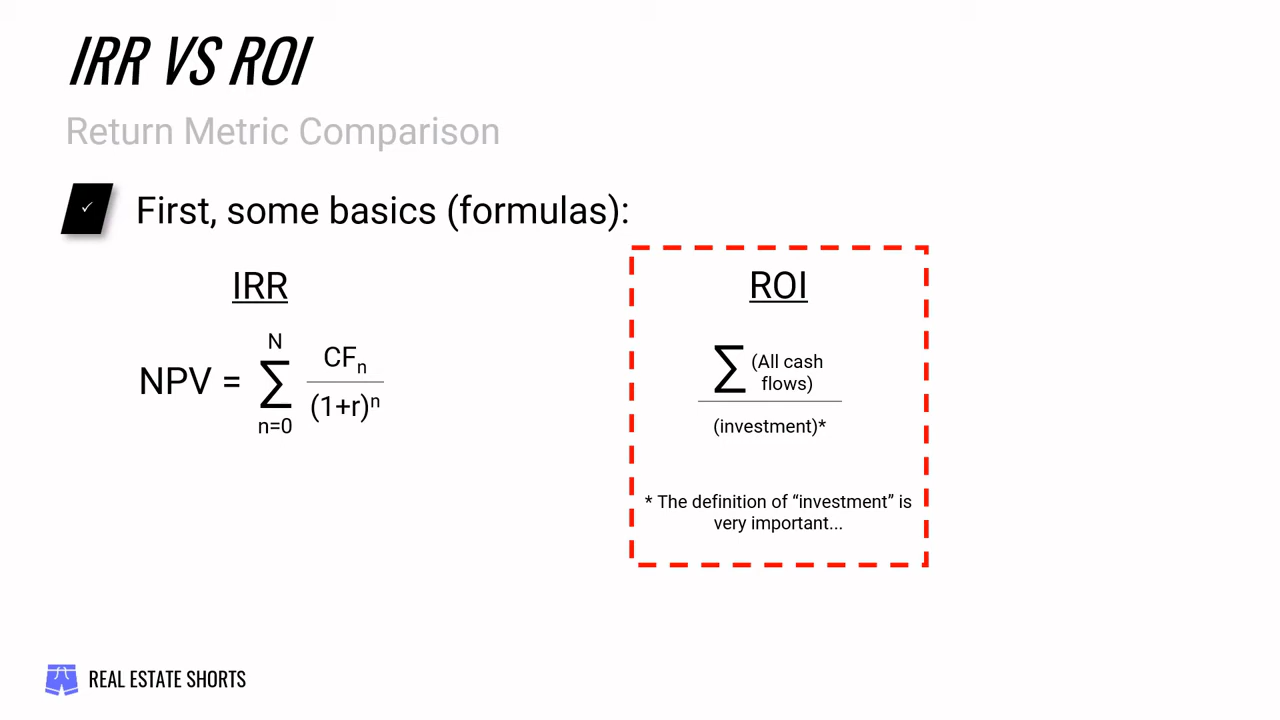 IRR VS ROI
Return Metric Comparison
✓ First, some basics (formulas):
IRR
NPV = ∑ₙ₌₀ᴺ CFₙ / (1+r)ⁿ
ROI
∑ (All cash
flows)
(investment)*
* The definition of “investment” is
very important...
REAL ESTATE SHORTS